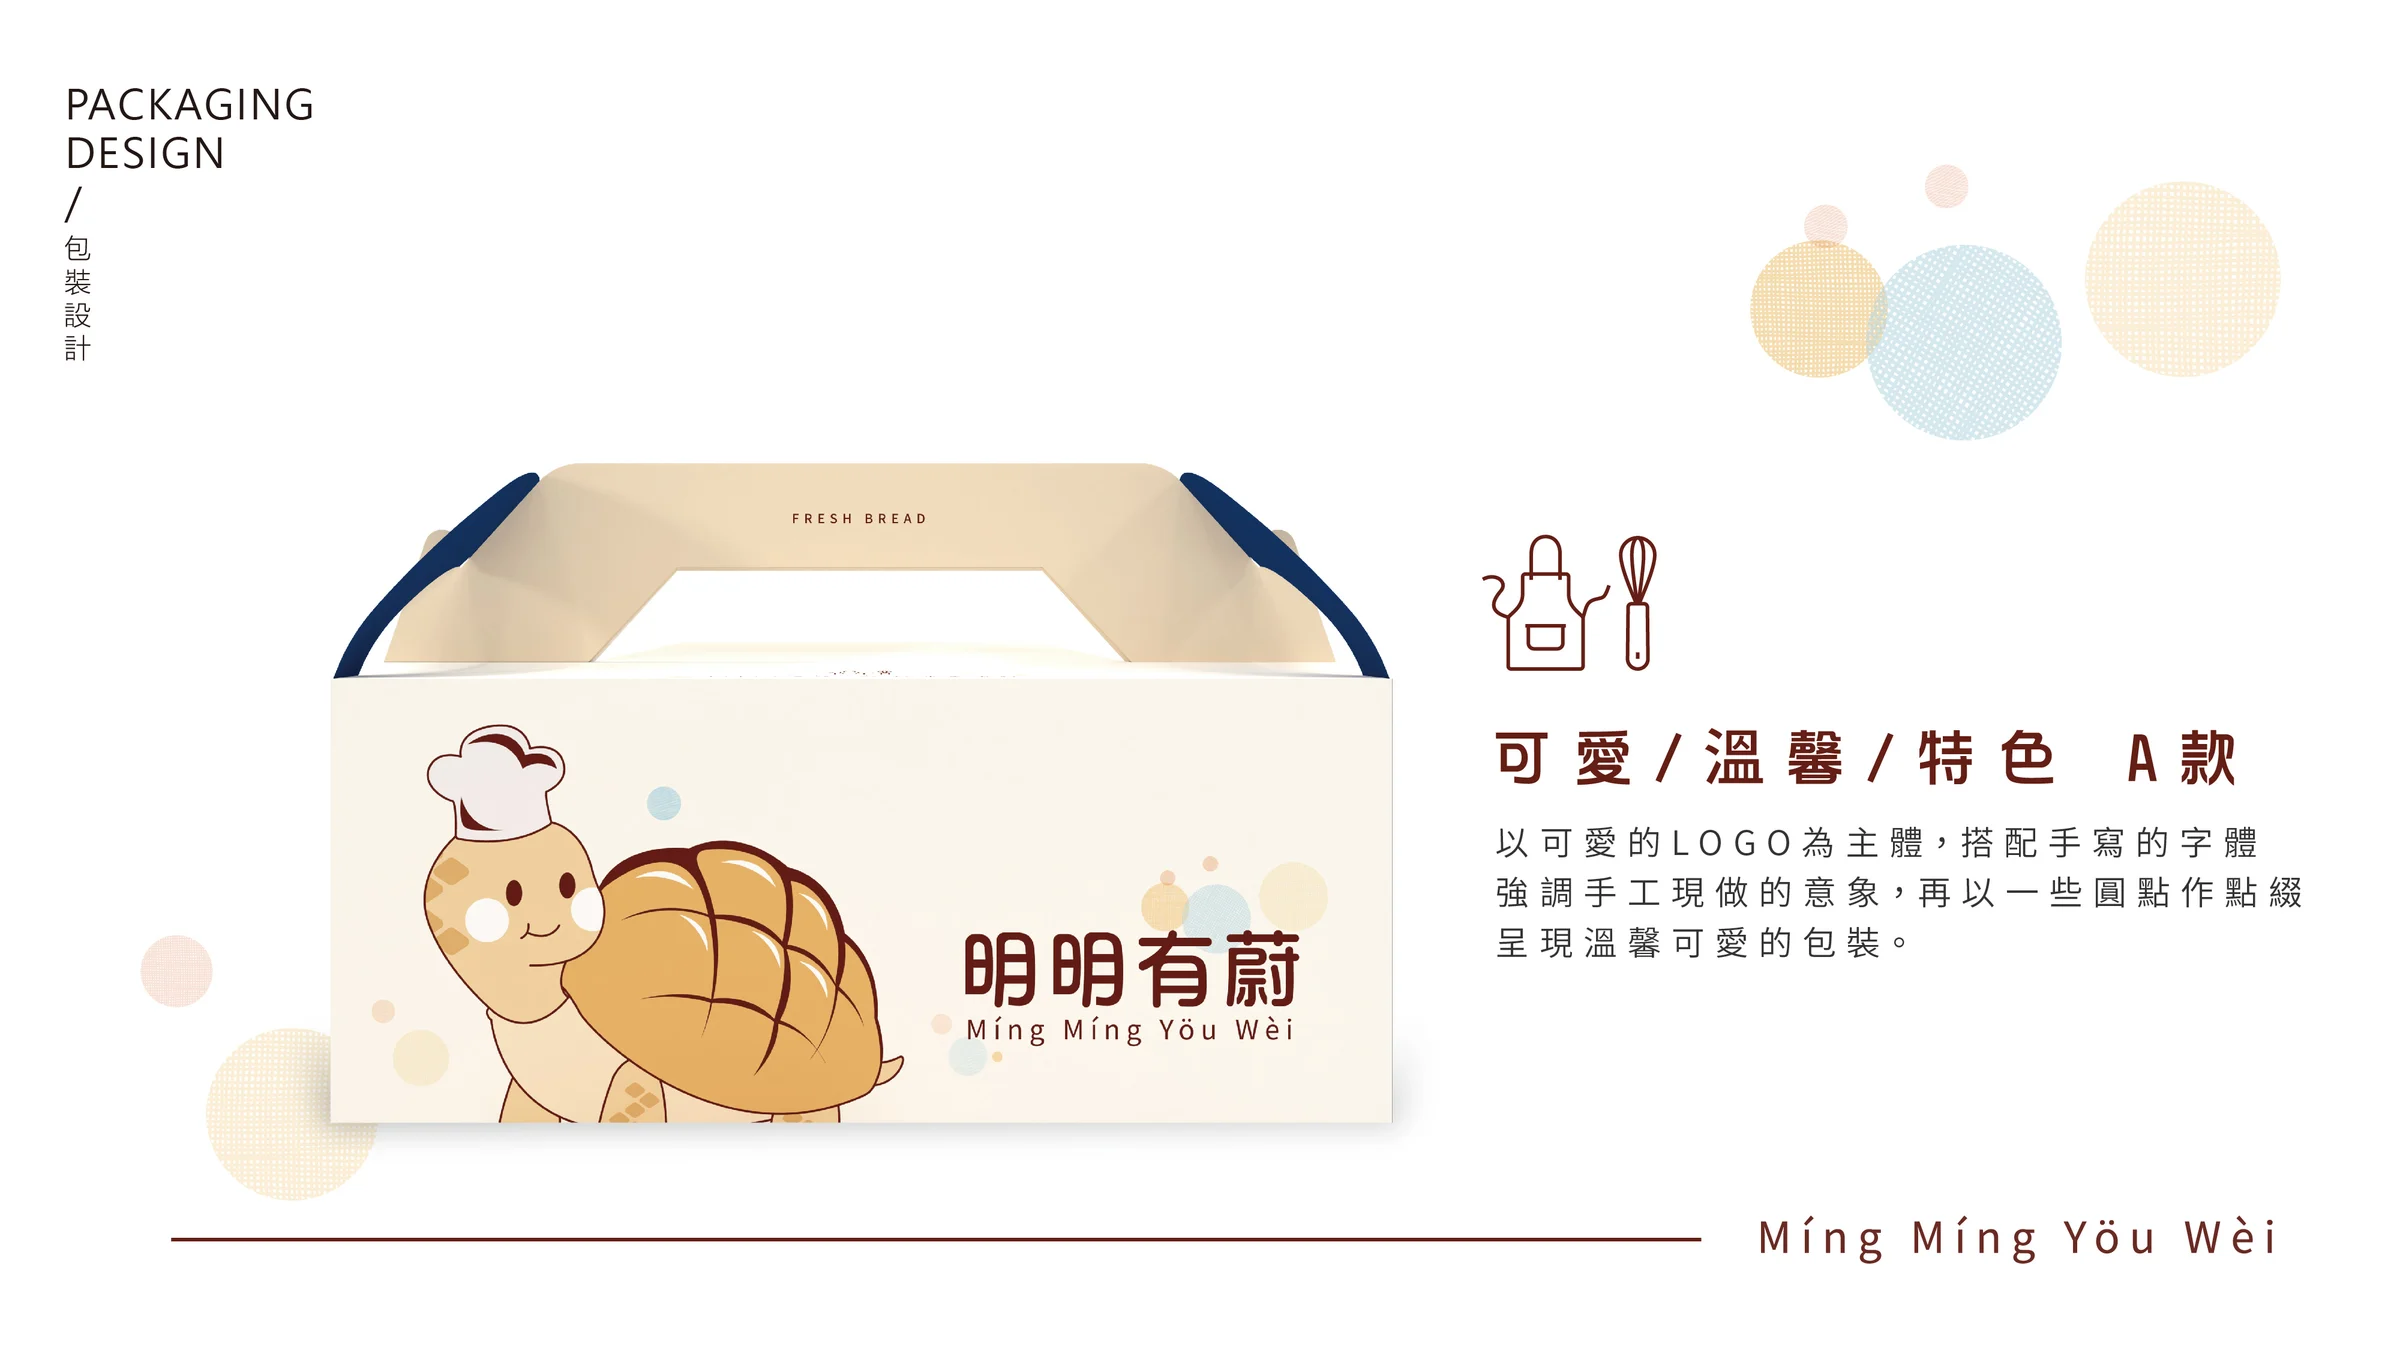 PACKAGING
DESIGN
/
包裝設計
FRESH BREAD
明明有蔚
Míng Míng Yöu Wèi
可愛/溫馨/特色 A款
以可愛的LOGO為主體，搭配手寫的字體
強調手工現做的意象，再以一些圓點作點綴
呈現溫馨可愛的包裝。
Míng Míng Yöu Wèi